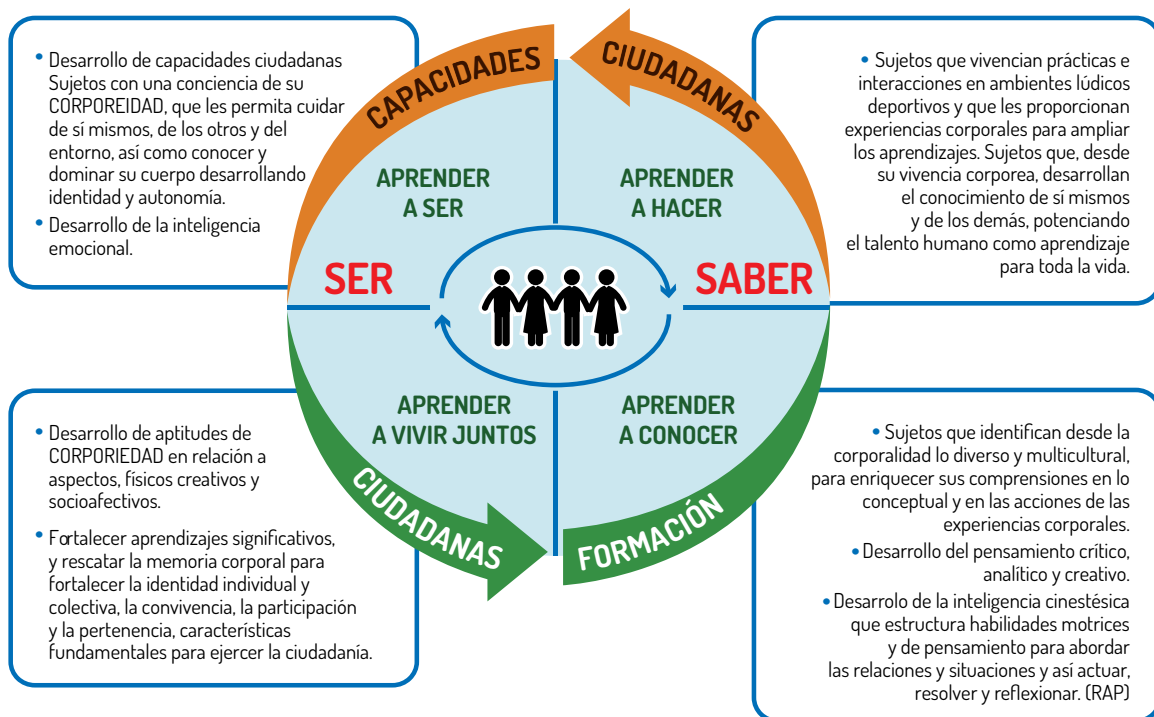 • Desarrollo de capacidades ciudadanas
Sujetos con una conciencia de su
CORPOREIDAD, que les permita cuidar
de sí mismos, de los otros y del
entorno, así como conocer y
dominar su cuerpo desarrollando
identidad y autonomía.
• Desarrollo de la inteligencia
emocional.
CAPACIDADES
CIUDADANAS
• Sujetos que vivencian prácticas e
interacciones en ambientes lúdicos
deportivos y que les proporcionan
experiencias corporales para ampliar
los aprendizajes. Sujetos que, desde
su vivencia corporea, desarrollan
el conocimiento de sí mismos
y de los demás, potenciando
el talento humano como aprendizaje
para toda la vida.
APRENDER
A SER
APRENDER
A HACER
SER
SABER
APRENDER
A VIVIR JUNTOS
APRENDER
A CONOCER
• Desarrollo de aptitudes de
CORPORIEDAD en relación a
aspectos, físicos creativos y
socioafectivos.
• Fortalecer aprendizajes significativos,
y rescatar la memoria corporal para
fortalecer la identidad individual y
colectiva, la convivencia, la participación
y la pertenencia, características
fundamentales para ejercer la ciudadanía.
CIUDADANAS
FORMACIÓN
• Sujetos que identifican desde la
corporalidad lo diverso y multicultural,
para enriquecer sus comprensiones en lo
conceptual y en las acciones de las
experiencias corporales.
• Desarrollo del pensamiento crítico,
analítico y creativo.
• Desarrolo de la inteligencia cinestésica
que estructura habilidades motrices
y de pensamiento para abordar
las relaciones y situaciones y así actuar,
resolver y reflexionar. (RAP)